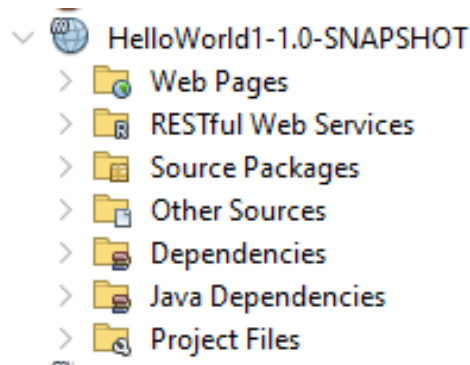 HelloWorld1-1.0-SNAPSHOT
Web Pages
RESTful Web Services
Source Packages
Other Sources
Dependencies
Java Dependencies
Project Files